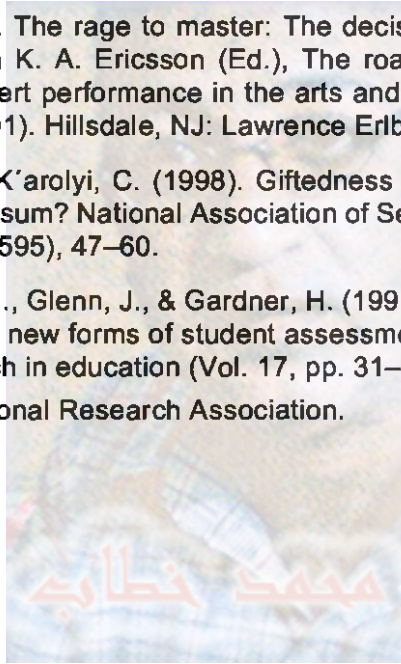 . The rage to master: The decis
K. A. Ericsson (Ed.), The roa
ert performance in the arts and
1). Hillsdale, NJ: Lawrence Erlb
K´arolyi, C. (1998). Giftedness
sum? National Association of Se
595), 47–60.
., Glenn, J., & Gardner, H. (199
new forms of student assessme
h in education (Vol. 17, pp. 31–
onal Research Association.
محمد خطاب